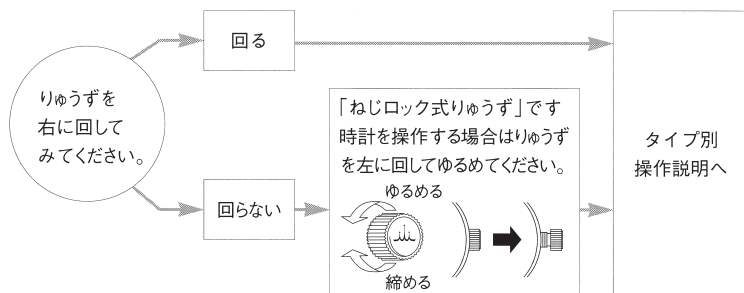 りゅうずを
右に回して
みてください。
回る
回らない
「ねじロック式りゅうず」です
時計を操作する場合はりゅうず
を左に回してゆるめてください。
ゆるめる
締める
タイプ別
操作説明へ